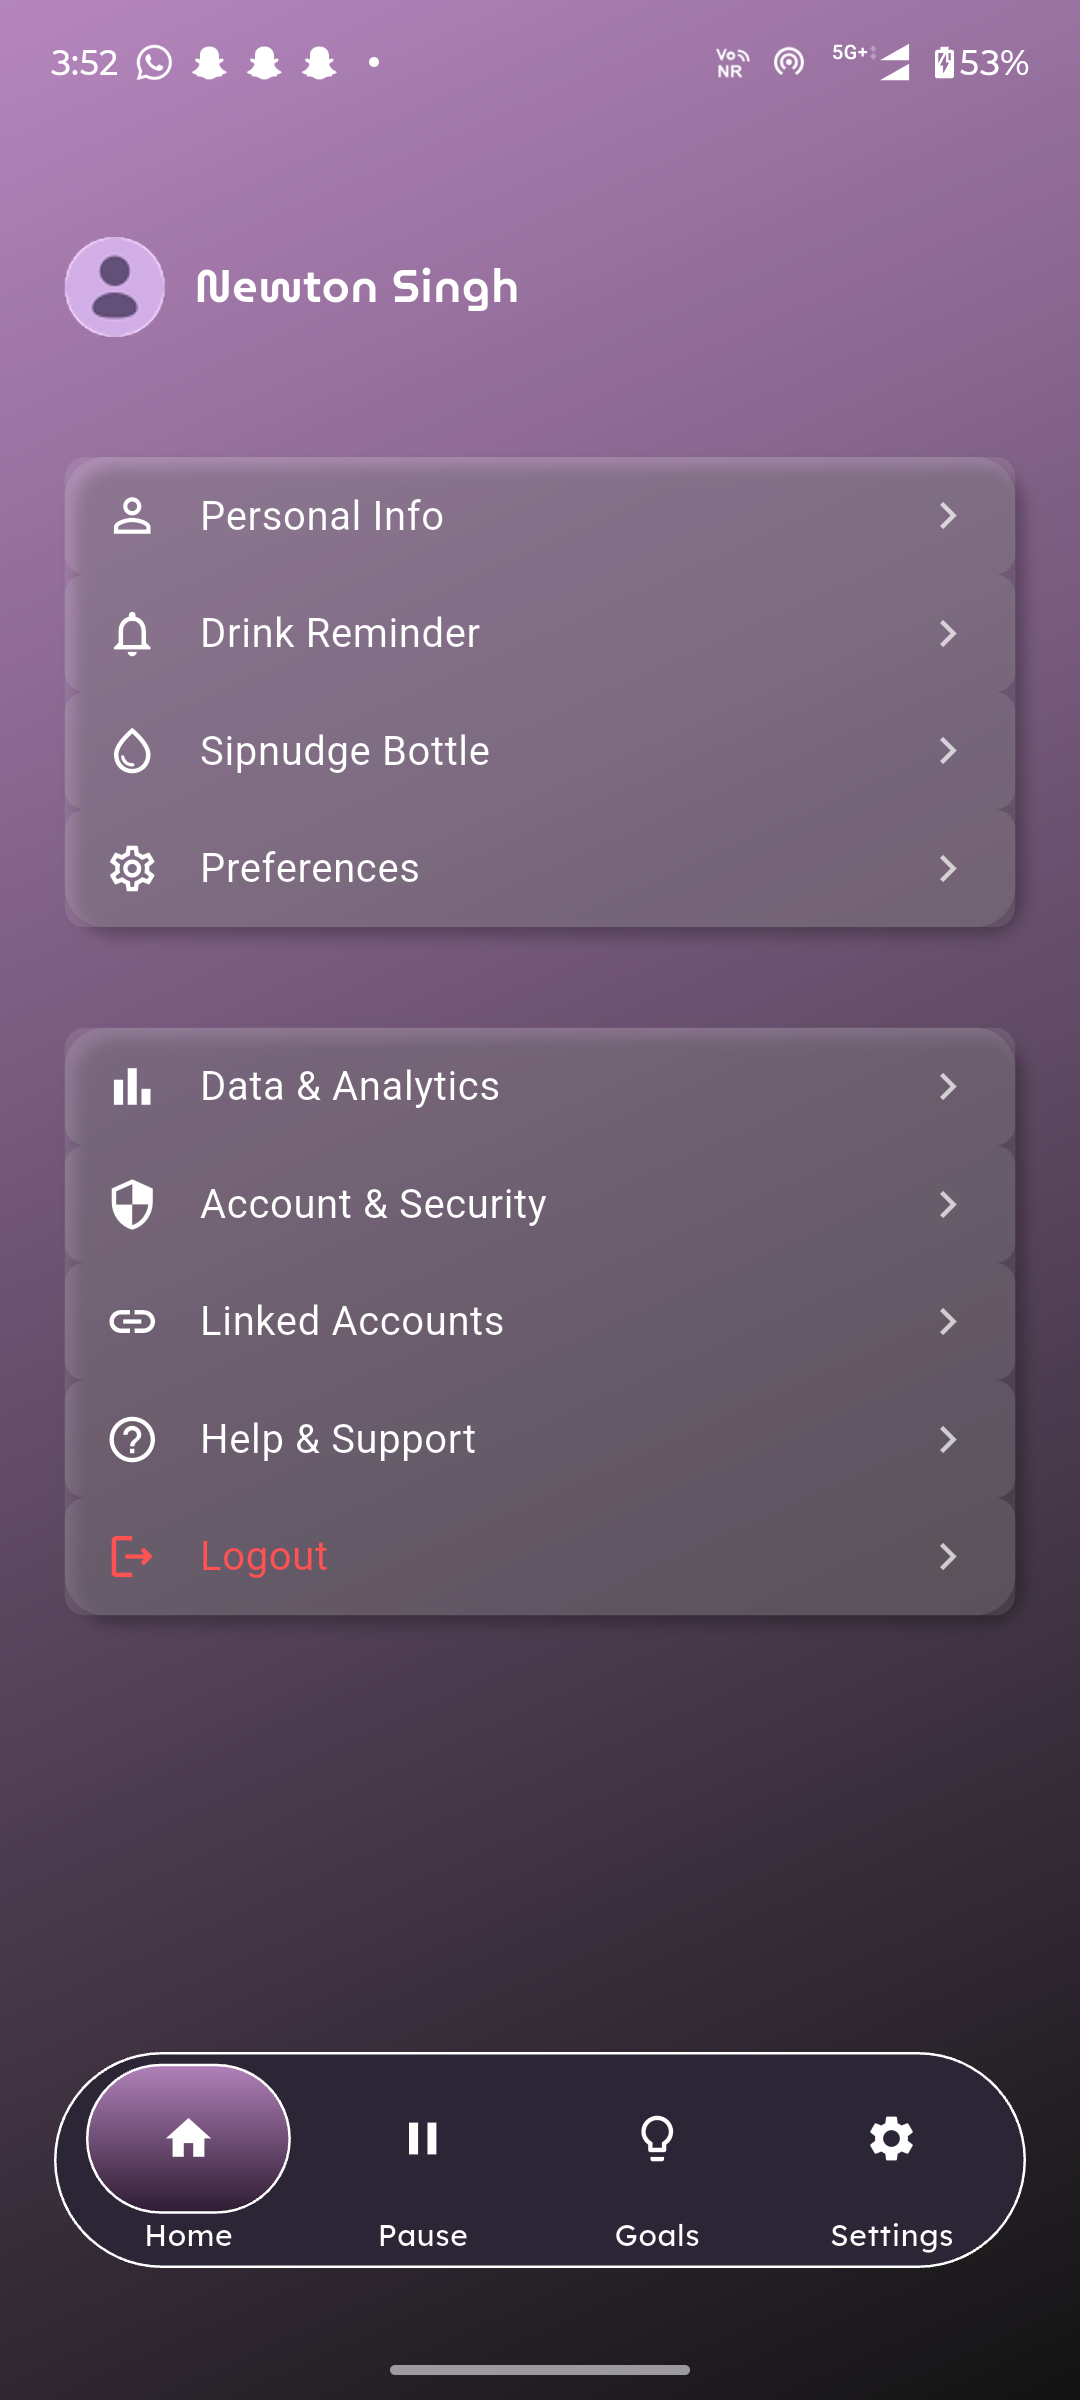 3:52
Vo NR 5G+ 53%
Newton Singh
Personal Info
Drink Reminder
Sipnudge Bottle
Preferences
Data & Analytics
Account & Security
Linked Accounts
Help & Support
Logout
Home Pause Goals Settings